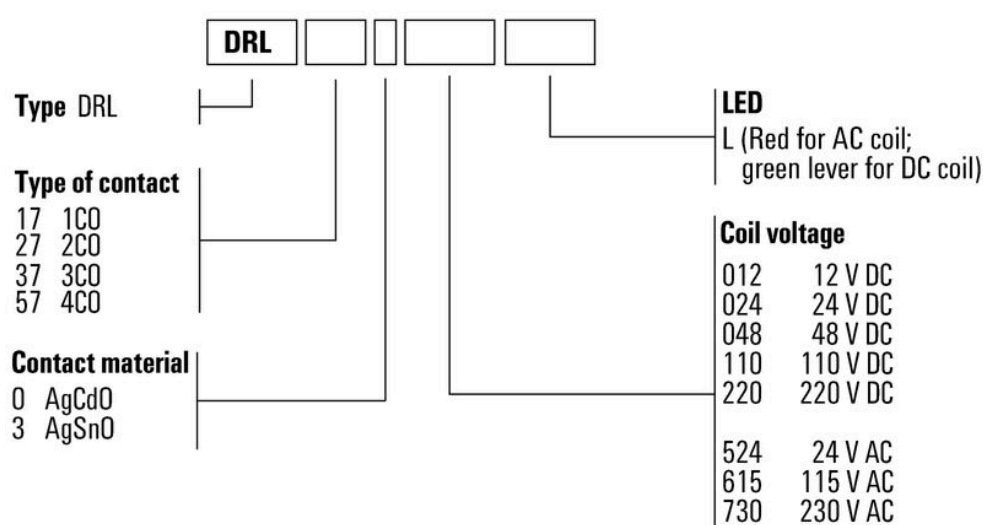 DRL
Type DRL
Type of contact
17 1CO
27 2CO
37 3CO
57 4CO
Contact material
0 AgCdO
3 AgSnO
LED
L (Red for AC coil;
green lever for DC coil)
Coil voltage
012 12 V DC
024 24 V DC
048 48 V DC
110 110 V DC
220 220 V DC
524 24 V AC
615 115 V AC
730 230 V AC